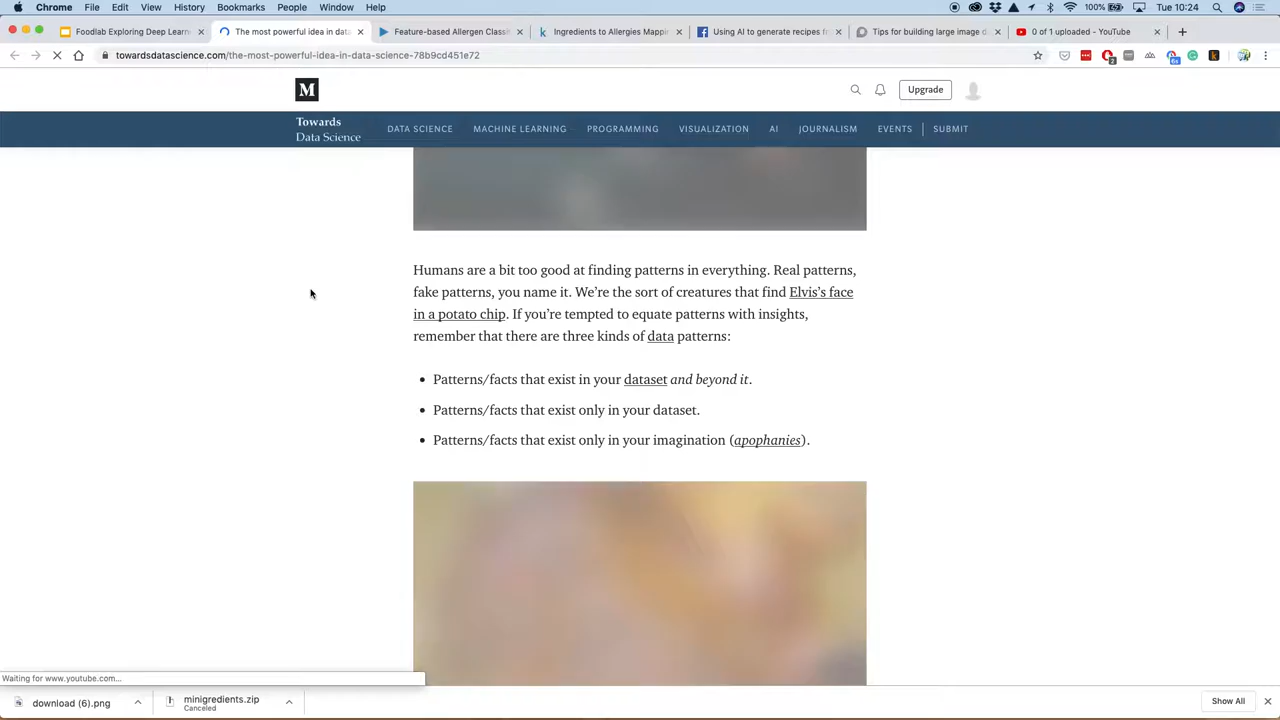 Chrome File Edit View History Bookmarks People Window Help 100% Tue 10:24
Foodlab Exploring Deep Learn The most powerful idea in data Feature-based Allergen Classi Ingredients to Allergies Mappi Using AI to generate recipes f Tips for building large image d 0 of 1 uploaded - YouTube
towardsdatascience.com/the-most-powerful-idea-in-data-science-78b9cd451e72
M Upgrade
Towards
Data Science
DATA SCIENCE MACHINE LEARNING PROGRAMMING VISUALIZATION AI JOURNALISM EVENTS SUBMIT
Humans are a bit too good at finding patterns in everything. Real patterns,
fake patterns, you name it. We’re the sort of creatures that find Elvis’s face
in a potato chip. If you’re tempted to equate patterns with insights,
remember that there are three kinds of data patterns:
• Patterns/facts that exist in your dataset and beyond it.
• Patterns/facts that exist only in your dataset.
• Patterns/facts that exist only in your imagination (apophanies).
Waiting for www.youtube.com...
download (6).png
minigredients.zip
Canceled
Show All